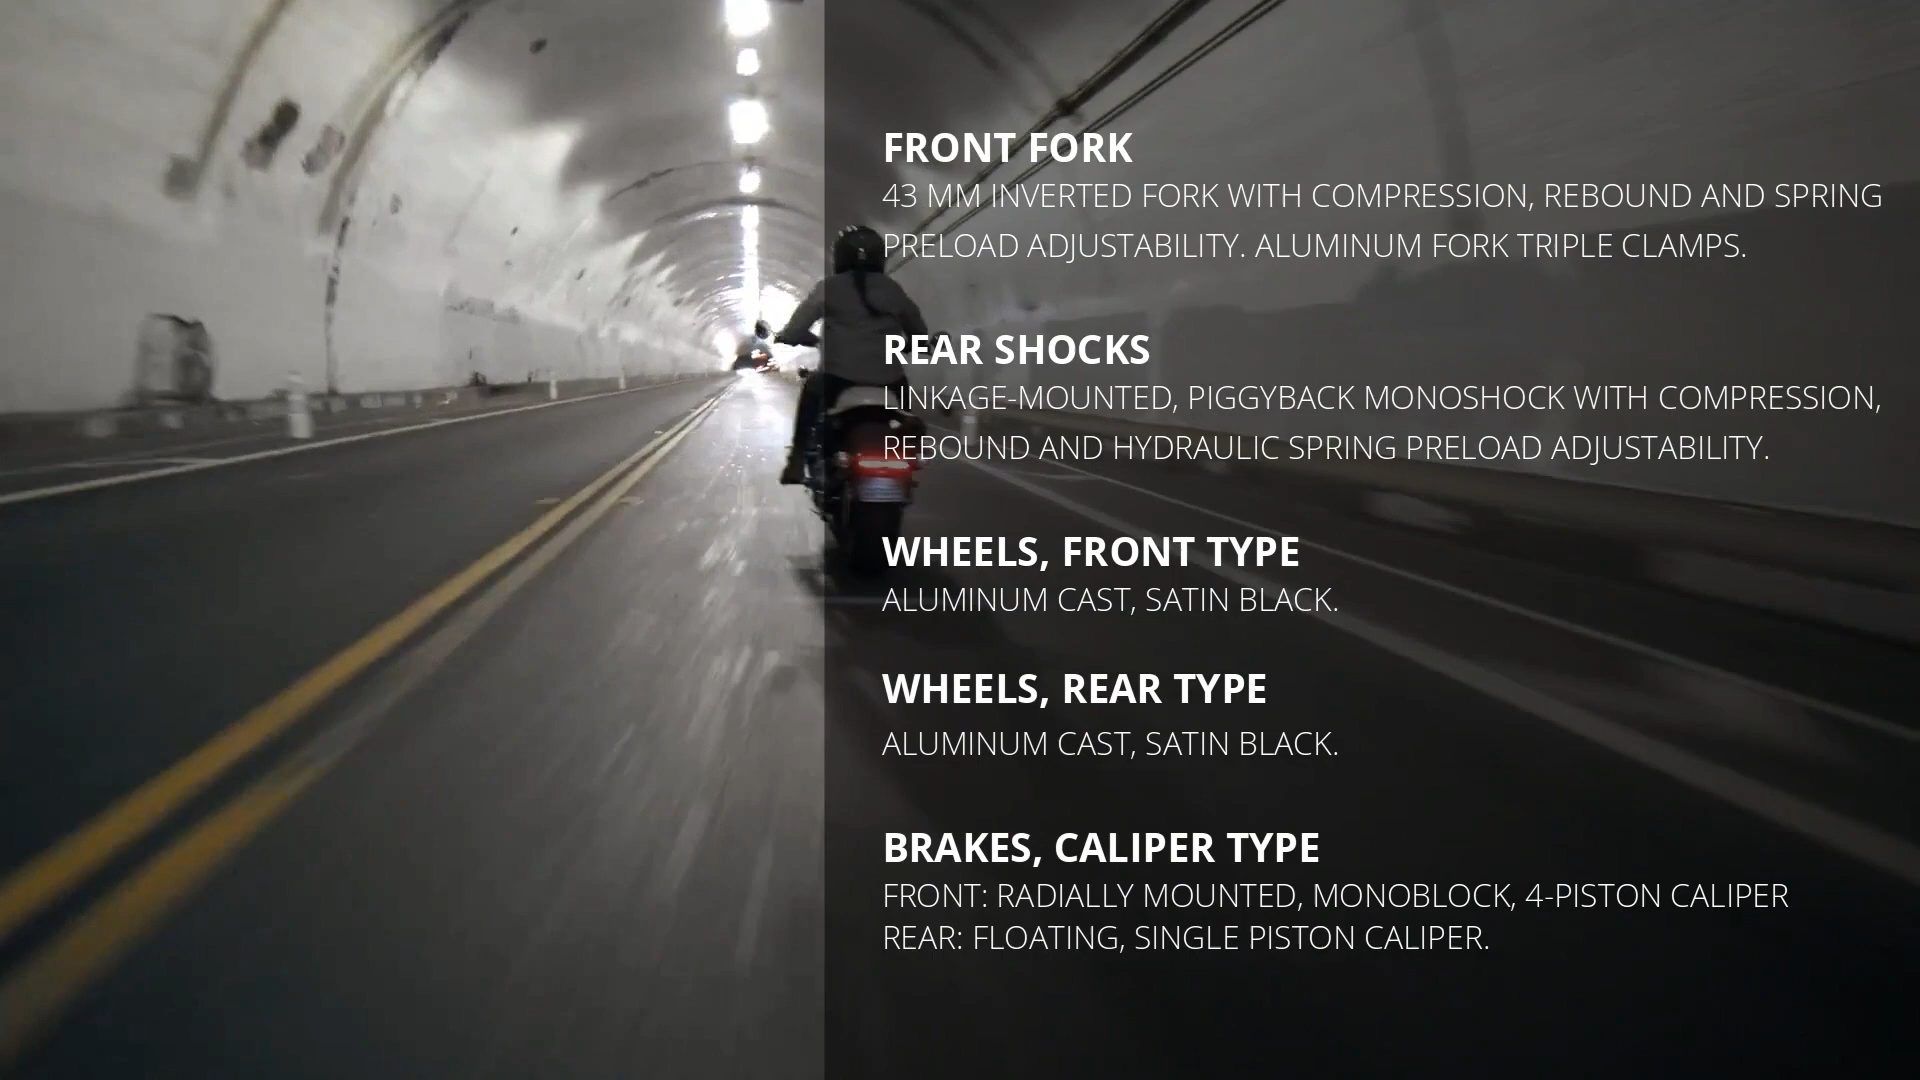 FRONT FORK
43 MM INVERTED FORK WITH COMPRESSION, REBOUND AND SPRING
PRELOAD ADJUSTABILITY. ALUMINUM FORK TRIPLE CLAMPS.
REAR SHOCKS
LINKAGE-MOUNTED, PIGGYBACK MONOSHOCK WITH COMPRESSION,
REBOUND AND HYDRAULIC SPRING PRELOAD ADJUSTABILITY.
WHEELS, FRONT TYPE
ALUMINUM CAST, SATIN BLACK.
WHEELS, REAR TYPE
ALUMINUM CAST, SATIN BLACK.
BRAKES, CALIPER TYPE
FRONT: RADIALLY MOUNTED, MONOBLOCK, 4-PISTON CALIPER
REAR: FLOATING, SINGLE PISTON CALIPER.